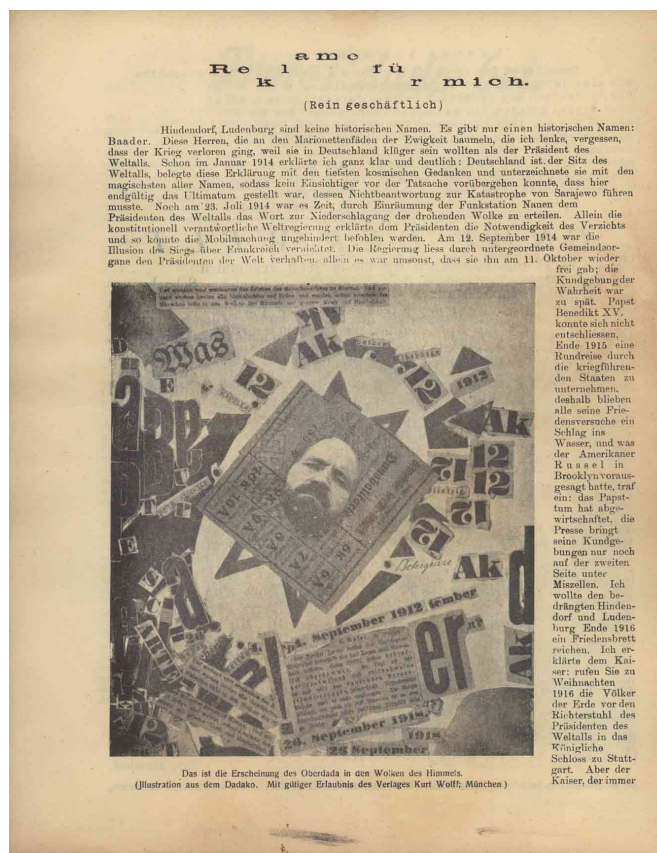 Reklame für mich.
(Rein geschäftlich)
Hindendorf, Ludenburg sind keine historischen Namen. Es gibt nur einen historischen Namen:
Baader. Diese Herren, die an den Marionettenfäden der Ewigkeit baumeln, die ich lenke, vergessen,
dass der Krieg verloren ging, weil sie in Deutschland klüger sein wollten als der Präsident des
Weltalls. Schon im Januar 1914 erklärte ich ganz klar und deutlich: Deutschland ist der Sitz des
Weltalls, belegte diese Erklärung mit den tiefsten kosmischen Gedanken und unterzeichnete sie mit den
magischsten aller Namen, sodass kein Einsichtiger vor der Tatsache vorübergehen konnte, dass hier
endgültig das Ultimatum gestellt war, dessen Nichtbeantwortung zur Katastrophe von Sarajewo führen
musste. Noch am 23. Juli 1914 war es Zeit, durch Einräumung der Funkstation Nauen dem
Präsidenten des Weltalls das Wort zur Niederschlagung der drohenden Wolke zu erteilen. Allein die
konstitutionell verantwörtliche Weltregierung erklärte dem Präsidenten die Notwendigkeit des Verzichts
und so konnte die Mobilmachung ungehindert befohlen werden. Am 12. September 1914 war die
Illusion des Siegs über Frankreich vernichtet. Die Regierung liess durch untergeordnete Gemeindeor-
gane den Präsidenten der Welt verhaften, allein es war umsonst, dass sie ihn am 11. Oktober wieder
frei gab; die
Kundgebung der
Wahrheit war
zu spät. Papst
Benedikt XV.
konnte sich nicht
entschliessen,
Ende 1915 eine
Rundreise durch
die kriegführen-
den Staaten zu
unternehmen.
deshalb blieben
alle seine Frie-
densversuche ein
Schlag ins
Wasser, und was
der Amerikaner
Russel in
Brooklyn voraus-
gesagt hatte, traf
ein: das Papst-
tum hat abge-
wirtschaftet, die
Presse bringt
seine Kundge-
bungen nur noch
auf der zweiten
Seite unter
Miszellen. Ich
wollte den be-
drängten Hinden-
dorf und Luden-
burg Ende 1916
ein Friedensbrett
reichen. Ich er-
klärte dem Kai-
ser: rufen Sie zu
Weihnachten
1916 die Völker
der Erde vor den
Richterstuhl des
Präsidenten des
Weltalls in das
Königliche
Schloss zu Stutt-
gart. Aber der
Kaiser, der immer
Was
Ak
12
12
1912
Ak
12
12
12
12
12
Ak
d
er
September 1912
tember
September 1918
1918
September
Das ist die Erscheinung des Oberdada in den Wolken des Himmels.
(Jllustration aus dem Dadako. Mit gütiger Erlaubnis des Verlages Kurt Wolff; München)